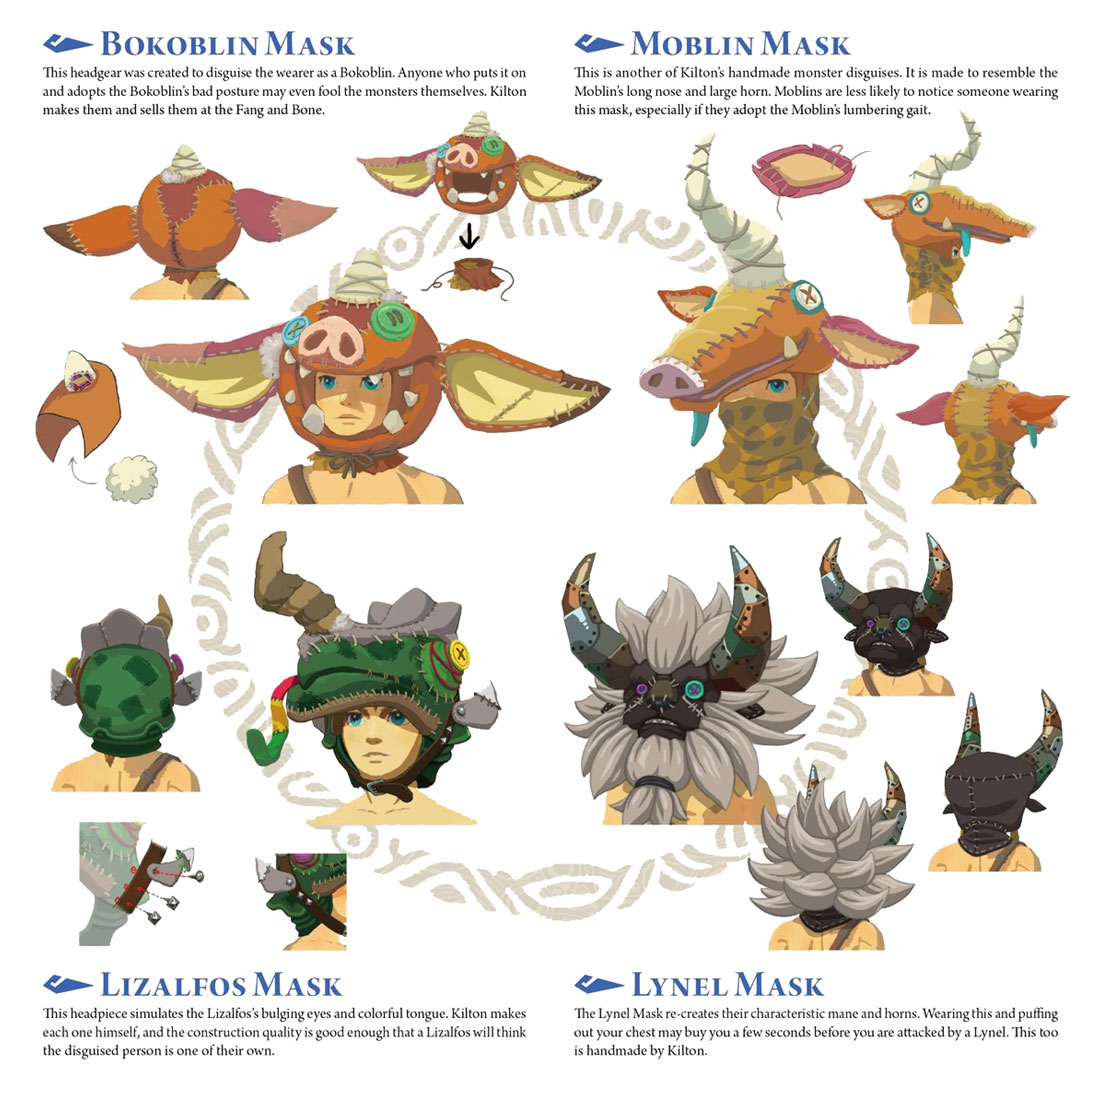 BOKOBLIN MASK
This headgear was created to disguise the wearer as a Bokoblin. Anyone who puts it on
and adopts the Bokoblin's bad posture may even fool the monsters themselves. Kilton
makes them and sells them at the Fang and Bone.
MOBLIN MASK
This is another of Kilton's handmade monster disguises. It is made to resemble the
Moblin's long nose and large horn. Moblins are less likely to notice someone wearing
this mask, especially if they adopt the Moblin's lumbering gait.
LIZALFOS MASK
This headpiece simulates the Lizalfos's bulging eyes and colorful tongue. Kilton makes
each one himself, and the construction quality is good enough that a Lizalfos will think
the disguised person is one of their own.
LYNEL MASK
The Lynel Mask re-creates their characteristic mane and horns. Wearing this and puffing
out your chest may buy you a few seconds before you are attacked by a Lynel. This too
is handmade by Kilton.